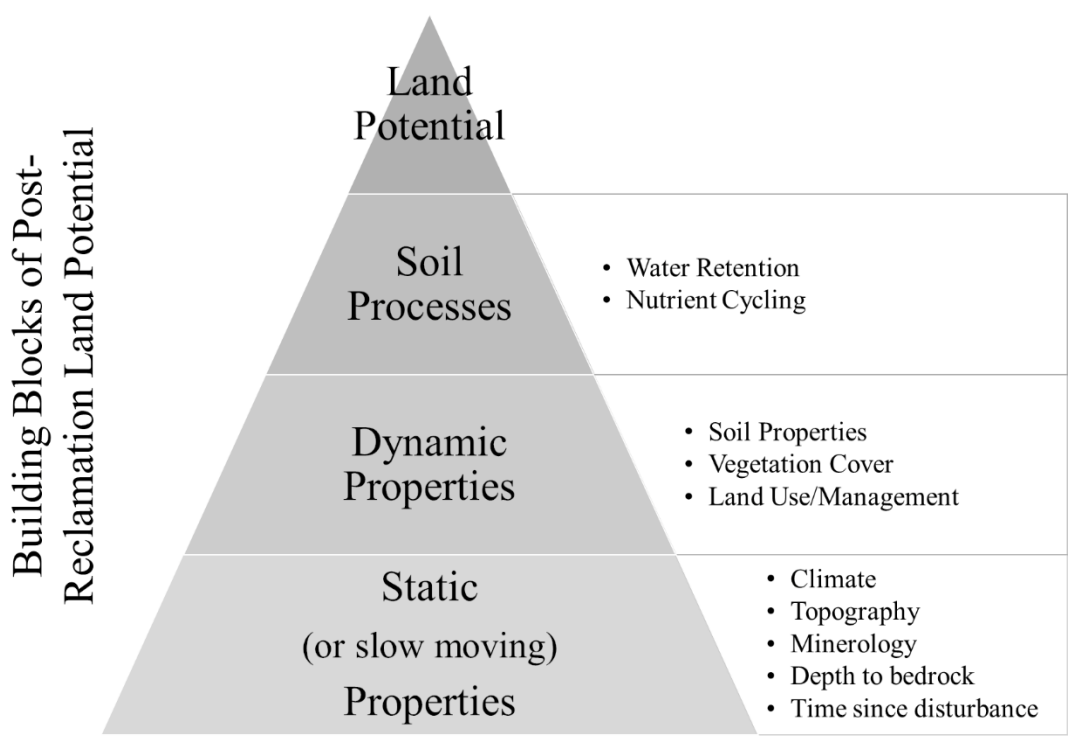 Building Blocks of Post-
Reclamation Land Potential
Land
Potential
Soil
Processes
• Water Retention
• Nutrient Cycling
Dynamic
Properties
• Soil Properties
• Vegetation Cover
• Land Use/Management
Static
(or slow moving)
Properties
• Climate
• Topography
• Minerology
• Depth to bedrock
• Time since disturbance